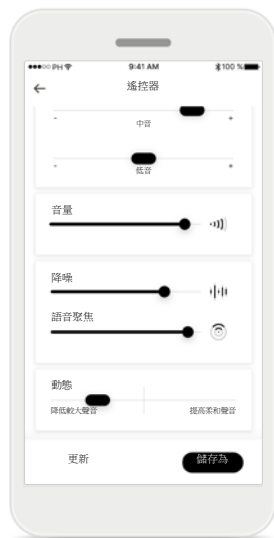 ●●●○○ PH 9:41 AM 100 %
遙控器
- +
中音
- +
低音
音量
降噪
語音聚焦
動態
降低較大聲音 提高柔和聲音
更新 儲存為